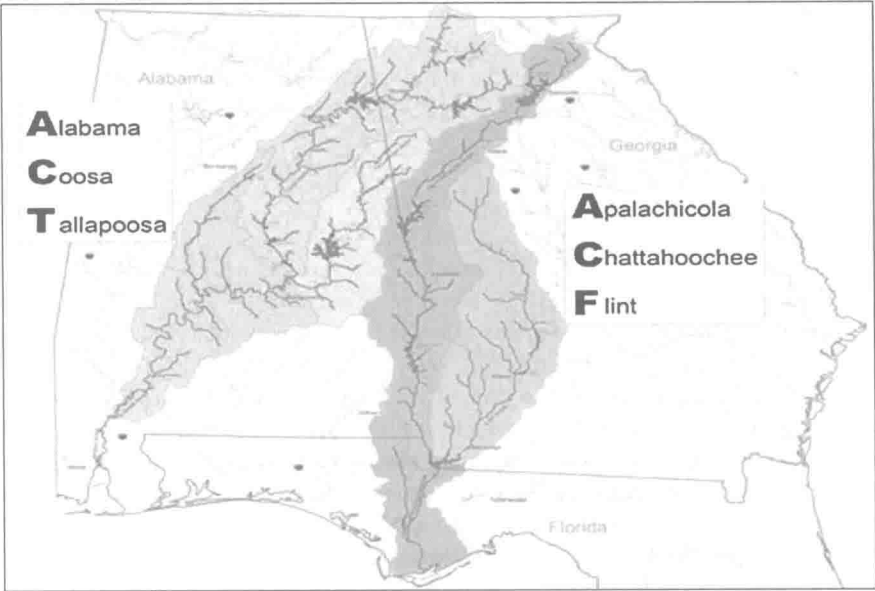 Alabama
Alabama
Coosa
Tallapoosa
Georgia
Apalachicola
Chattahoochee
Flint
Florida